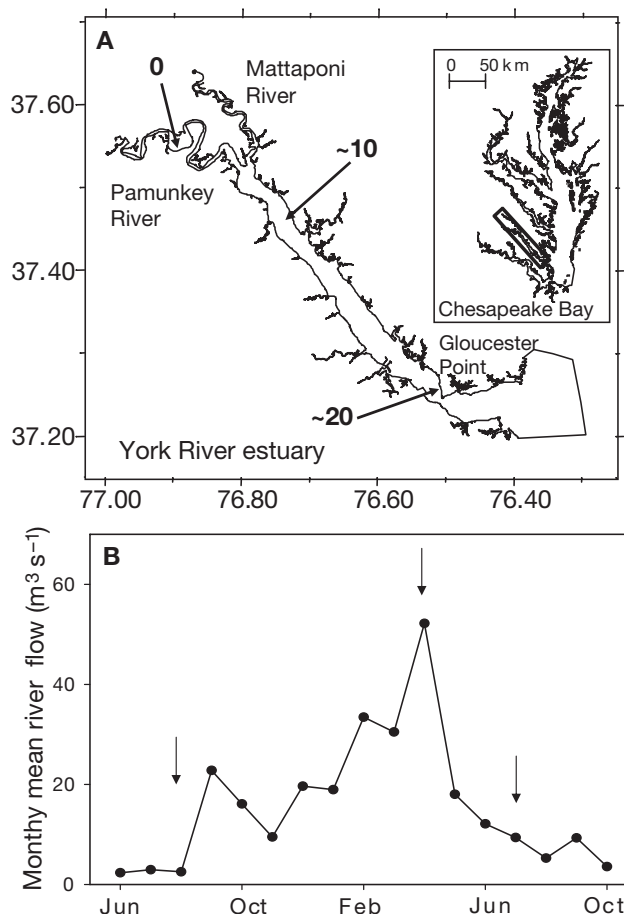 A
0
Mattaponi
River
0 50 km
37.60
~10
Pamunkey
River
37.40
Chesapeake Bay
Gloucester
Point
~20
37.20
York River estuary
77.00 76.80 76.60 76.40
B
Monthy mean river flow (m³ s⁻¹)
60
40
20
0
Jun Oct Feb Jun Oct